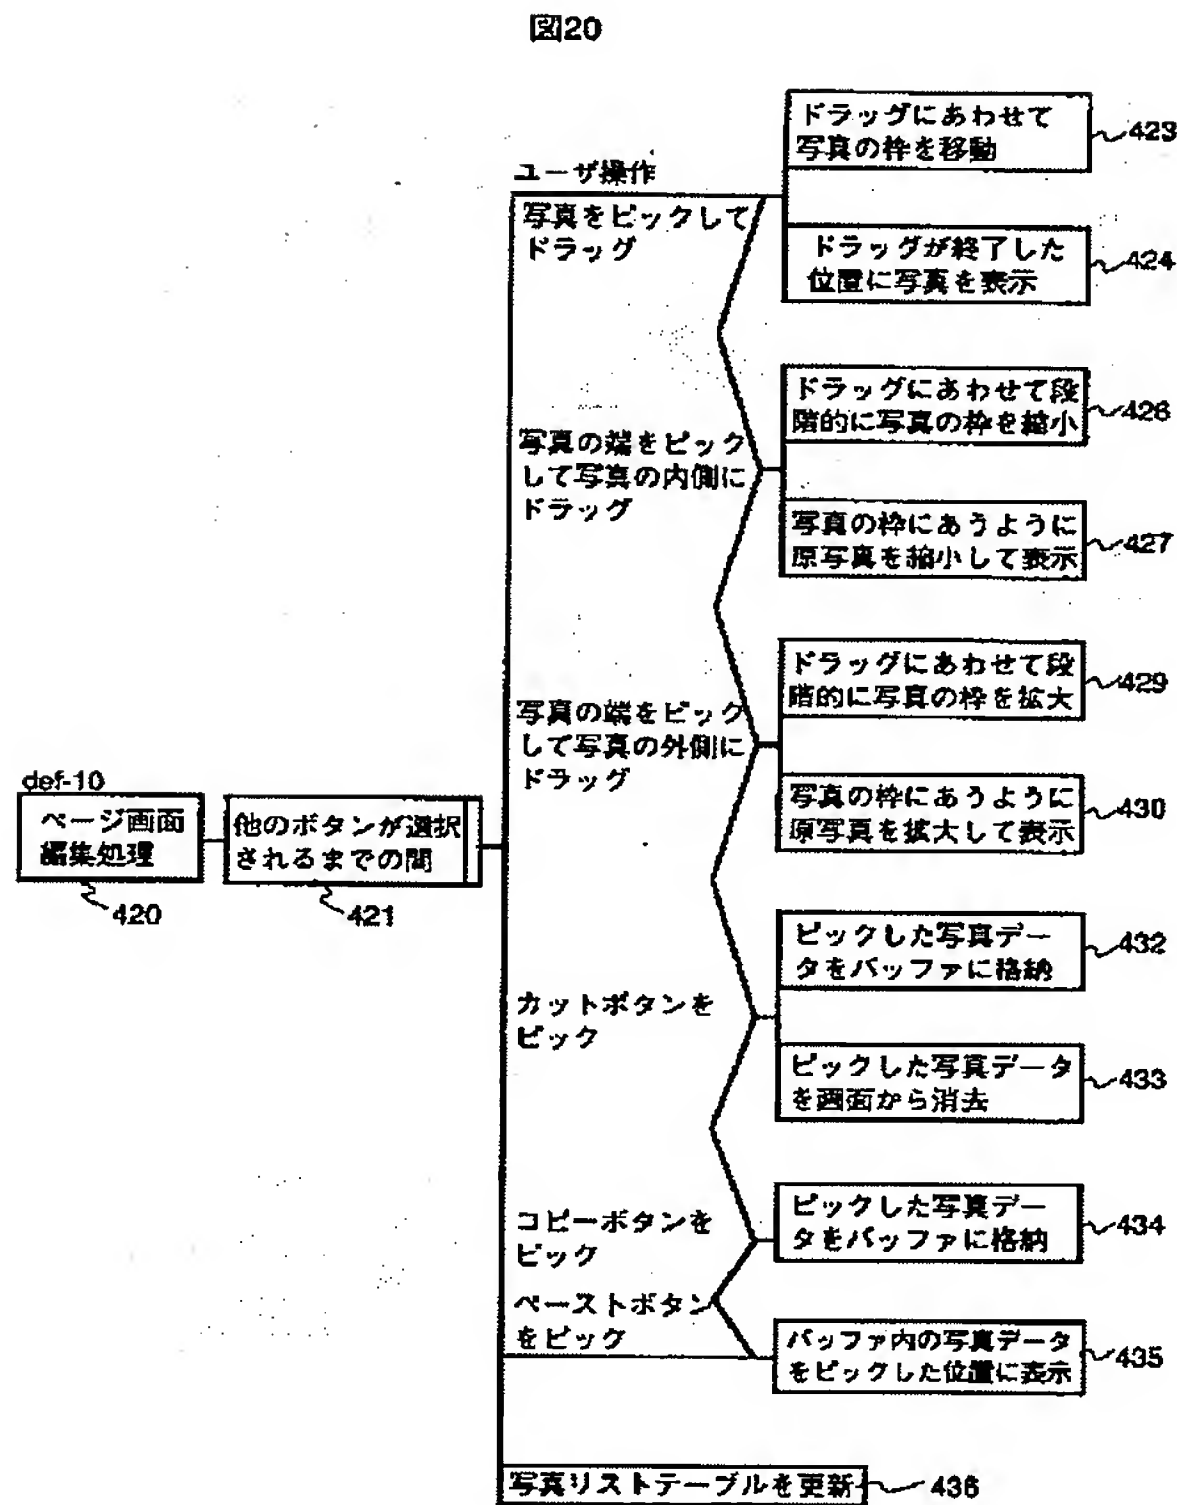 図20
def-10
ページ画面
編集処理
420
他のボタンが選択
されるまでの間
421
ユーザ操作
写真をピックして
ドラッグ
ドラッグにあわせて
写真の枠を移動
423
ドラッグが終了した
位置に写真を表示
424
写真の端をピック
して写真の内側に
ドラッグ
ドラッグにあわせて段
階的に写真の枠を縮小
426
写真の枠にあうように
原写真を縮小して表示
427
写真の端をピック
して写真の外側に
ドラッグ
ドラッグにあわせて段
階的に写真の枠を拡大
429
写真の枠にあうように
原写真を拡大して表示
430
カットボタンを
ピック
ピックした写真デー
タをバッファに格納
432
ピックした写真データ
を画面から消去
433
コピーボタンを
ピック
ピックした写真デー
タをバッファに格納
434
ペーストボタン
をピック
バッファ内の写真データ
をピックした位置に表示
435
写真リストテーブルを更新
436